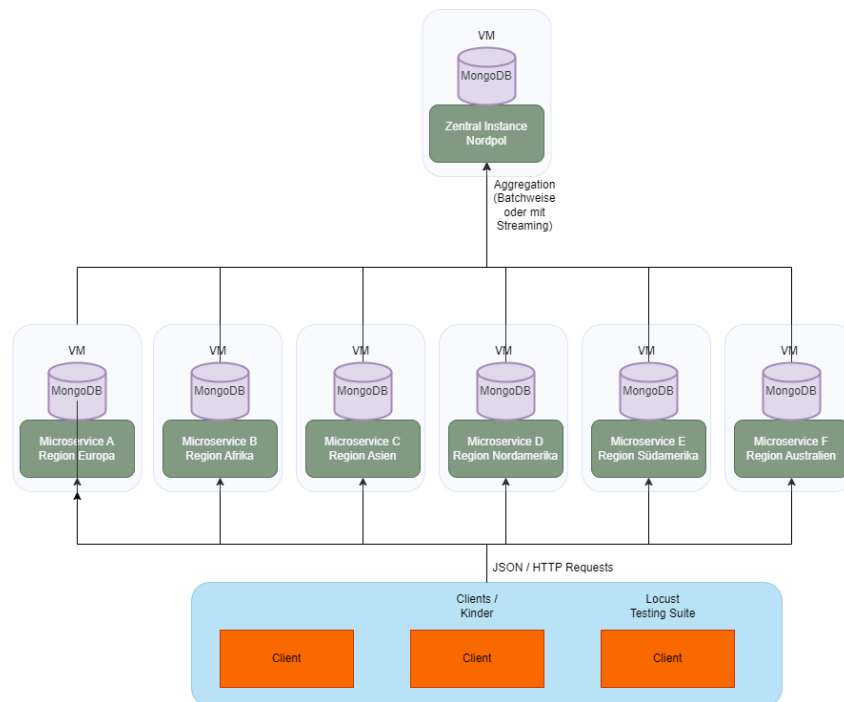 VM
MongoDB
Zentral Instance
Nordpol
Aggregation
(Batchweise
oder mit
Streaming)
VM
VM
VM
VM
VM
VM
MongoDB
MongoDB
MongoDB
MongoDB
MongoDB
MongoDB
Microservice A
Region Europa
Microservice B
Region Afrika
Microservice C
Region Asien
Microservice D
Region Nordamerika
Microservice E
Region Südamerika
Microservice F
Region Australien
JSON / HTTP Requests
Clients /
Kinder
Locust
Testing Suite
Client
Client
Client